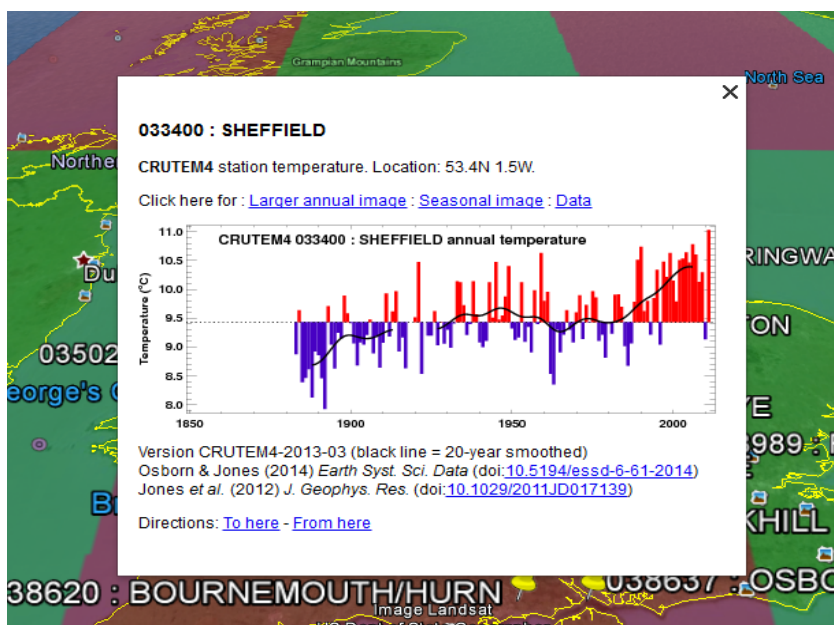 Grampian Mountains
North Sea
033400 : SHEFFIELD
CRUTEM4 station temperature. Location: 53.4N 1.5W.
Northe
Click here for : Larger annual image : Seasonal image : Data
CRUTEM4 033400 : SHEFFIELD annual temperature
Temperature (°C)
11.0
10.5
10.0
9.5
9.0
8.5
8.0
1850
1900
1950
2000
RINGWA
Du
TON
03502
eorge's
YE
3989 :
Version CRUTEM4-2013-03 (black line = 20-year smoothed)
Osborn & Jones (2014) Earth Syst. Sci. Data (doi:10.5194/essd-6-61-2014)
Jones et al. (2012) J. Geophys. Res. (doi:10.1029/2011JD017139)
Br
KHILL
Directions: To here - From here
38620 : BOURNEMOUTH/HURN
038637 : OSBO
Image Landsat